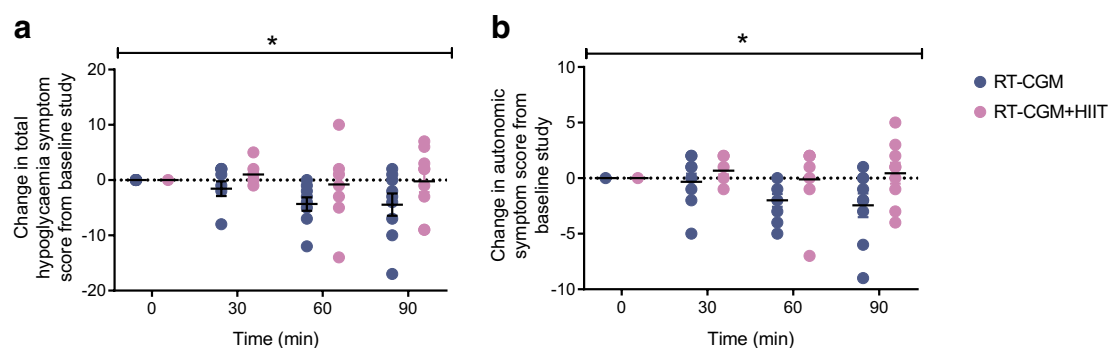 a
*
Change in total
hypoglycaemia symptom
score from baseline study
20
10
0
-10
-20
0 30 60 90
Time (min)
b
*
Change in autonomic
symptom score from
baseline study
10
5
0
-5
-10
0 30 60 90
Time (min)
RT-CGM
RT-CGM+HIIT